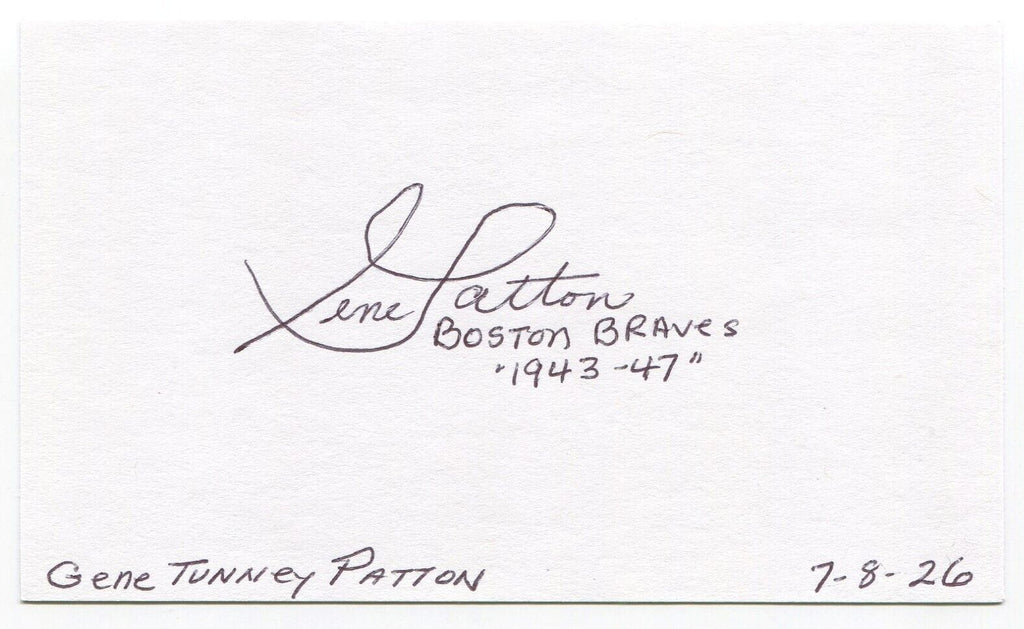 Gene Patton
BOSTON BRAVES
"1943-47"
Gene TUNNEY PATTON 7-8-26